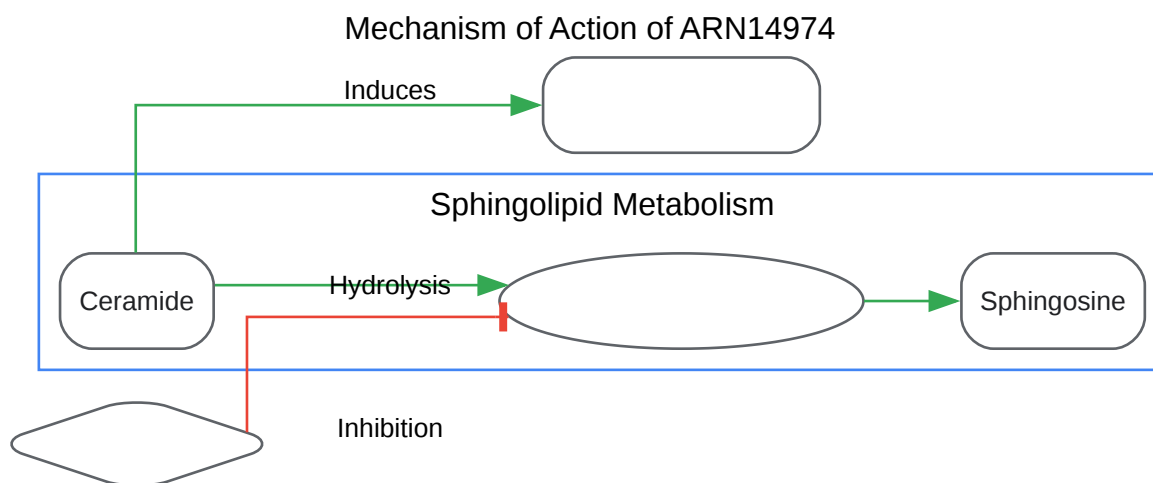 Mechanism of Action of ARN14974
Induces
Sphingolipid Metabolism
Ceramide
Hydrolysis
Sphingosine
Inhibition